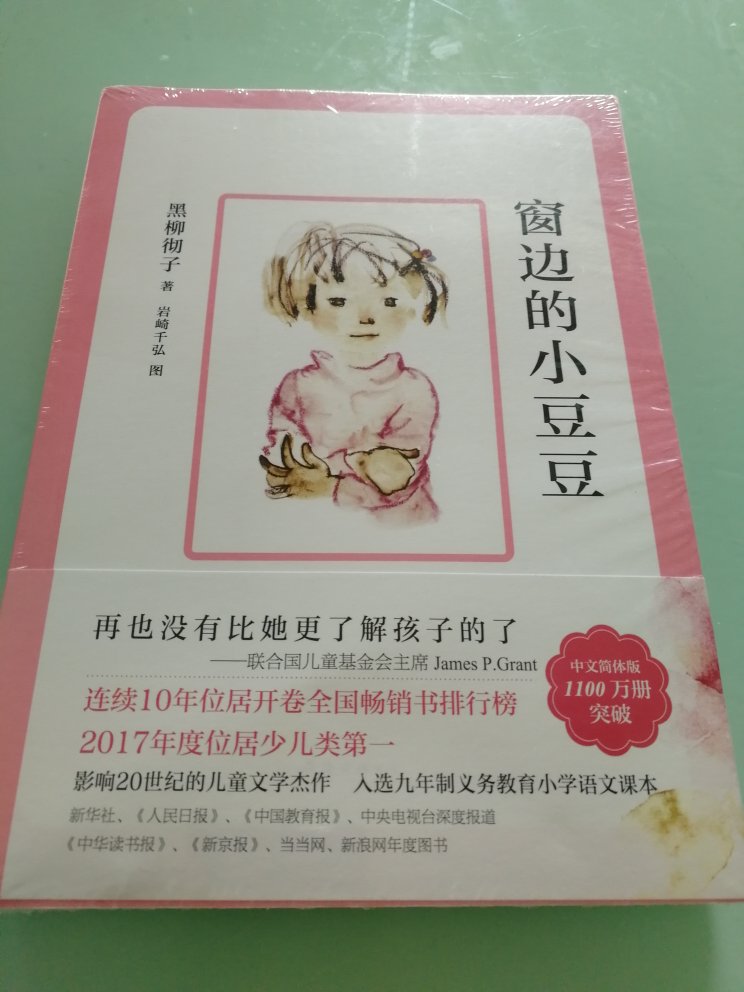 窗边的小豆豆
黑柳彻子 著
岩崎千弘 图
再也没有比她更了解孩子的了
——联合国儿童基金会主席 James P.Grant
连续10年位居开卷全国畅销书排行榜
2017年度位居少儿类第一
中文简体版
1100 万册
突破
影响20世纪的儿童文学杰作 入选九年制义务教育小学语文课本
新华社、《人民日报》、《中国教育报》、中央电视台深度报道
《中华读书报》、《新京报》、当当网、新浪网年度图书